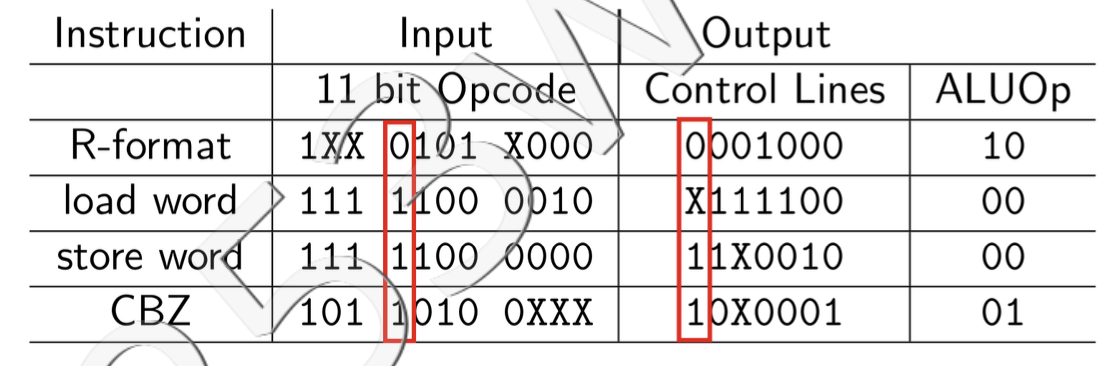 Instruction Input Output
11 bit Opcode Control Lines ALUOp
R-format 1XX 0101 X000 0001000 10
load word 111 1100 0010 X111100 00
store word 111 1100 0000 11X0010 00
CBZ 101 1010 0XXX 10X0001 01